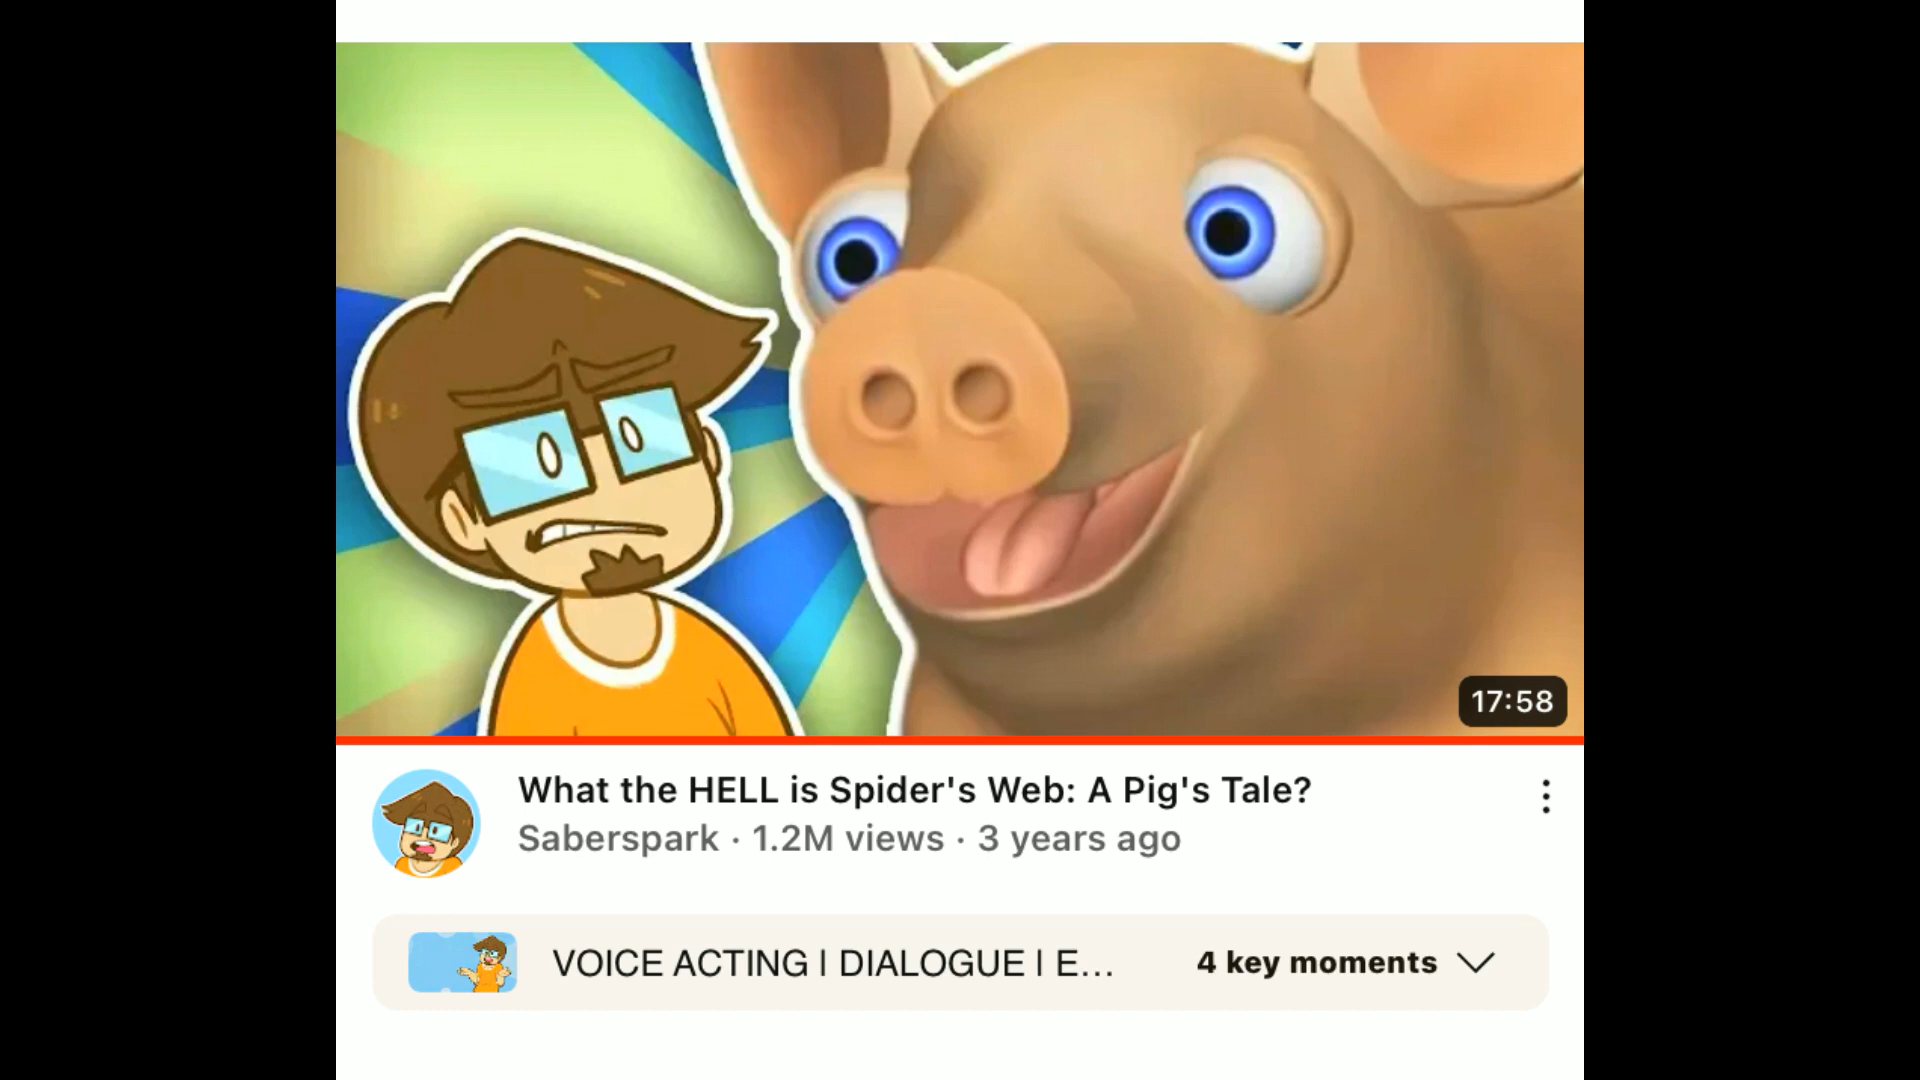 17:58
What the HELL is Spider's Web: A Pig's Tale?
Saberspark · 1.2M views · 3 years ago
VOICE ACTING | DIALOGUE | E... 4 key moments